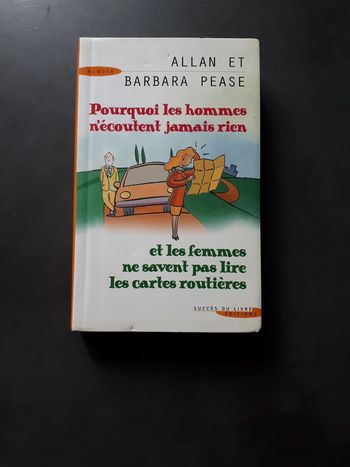 HUMOUR
ALLAN ET
BARBARA PEASE
Pourquoi les hommes
n'écoutent jamais rien
et les femmes
ne savent pas lire
les cartes routières
SUCCÈS DU LIVRE
ÉDITIONS